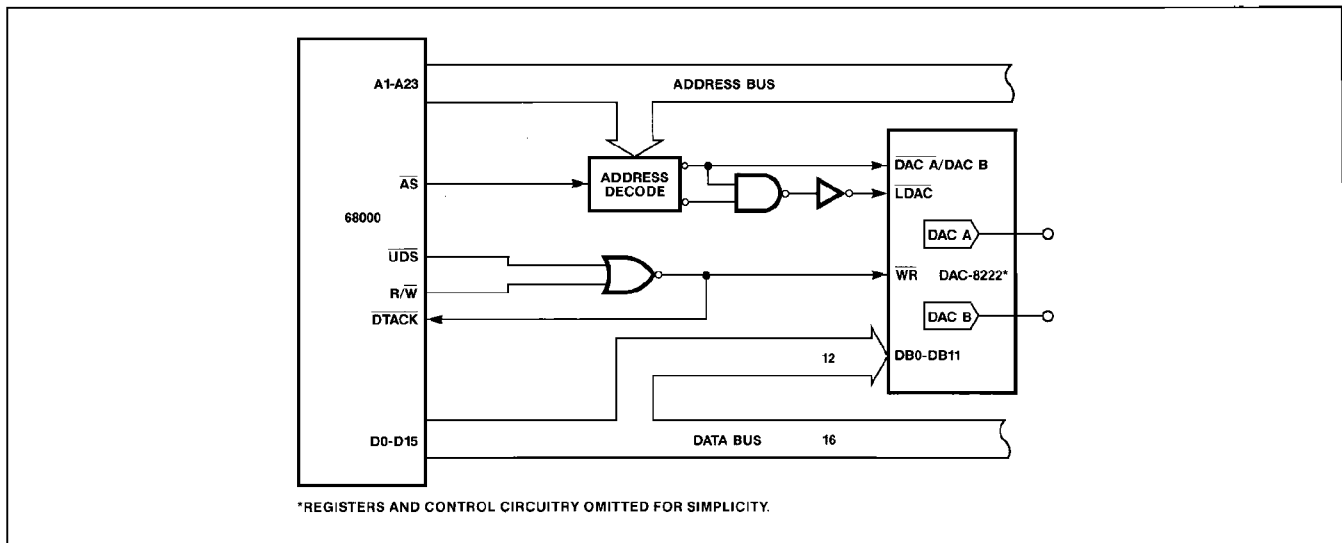 A1-A23
ADDRESS BUS
AS
ADDRESS
DECODE
DAC A/DAC B
LDAC
68000
DAC A
UDS
R/W
WR
DAC-8222*
DTACK
DAC B
12
DB0-DB11
D0-D15
DATA BUS
16
*REGISTERS AND CONTROL CIRCUITRY OMITTED FOR SIMPLICITY.